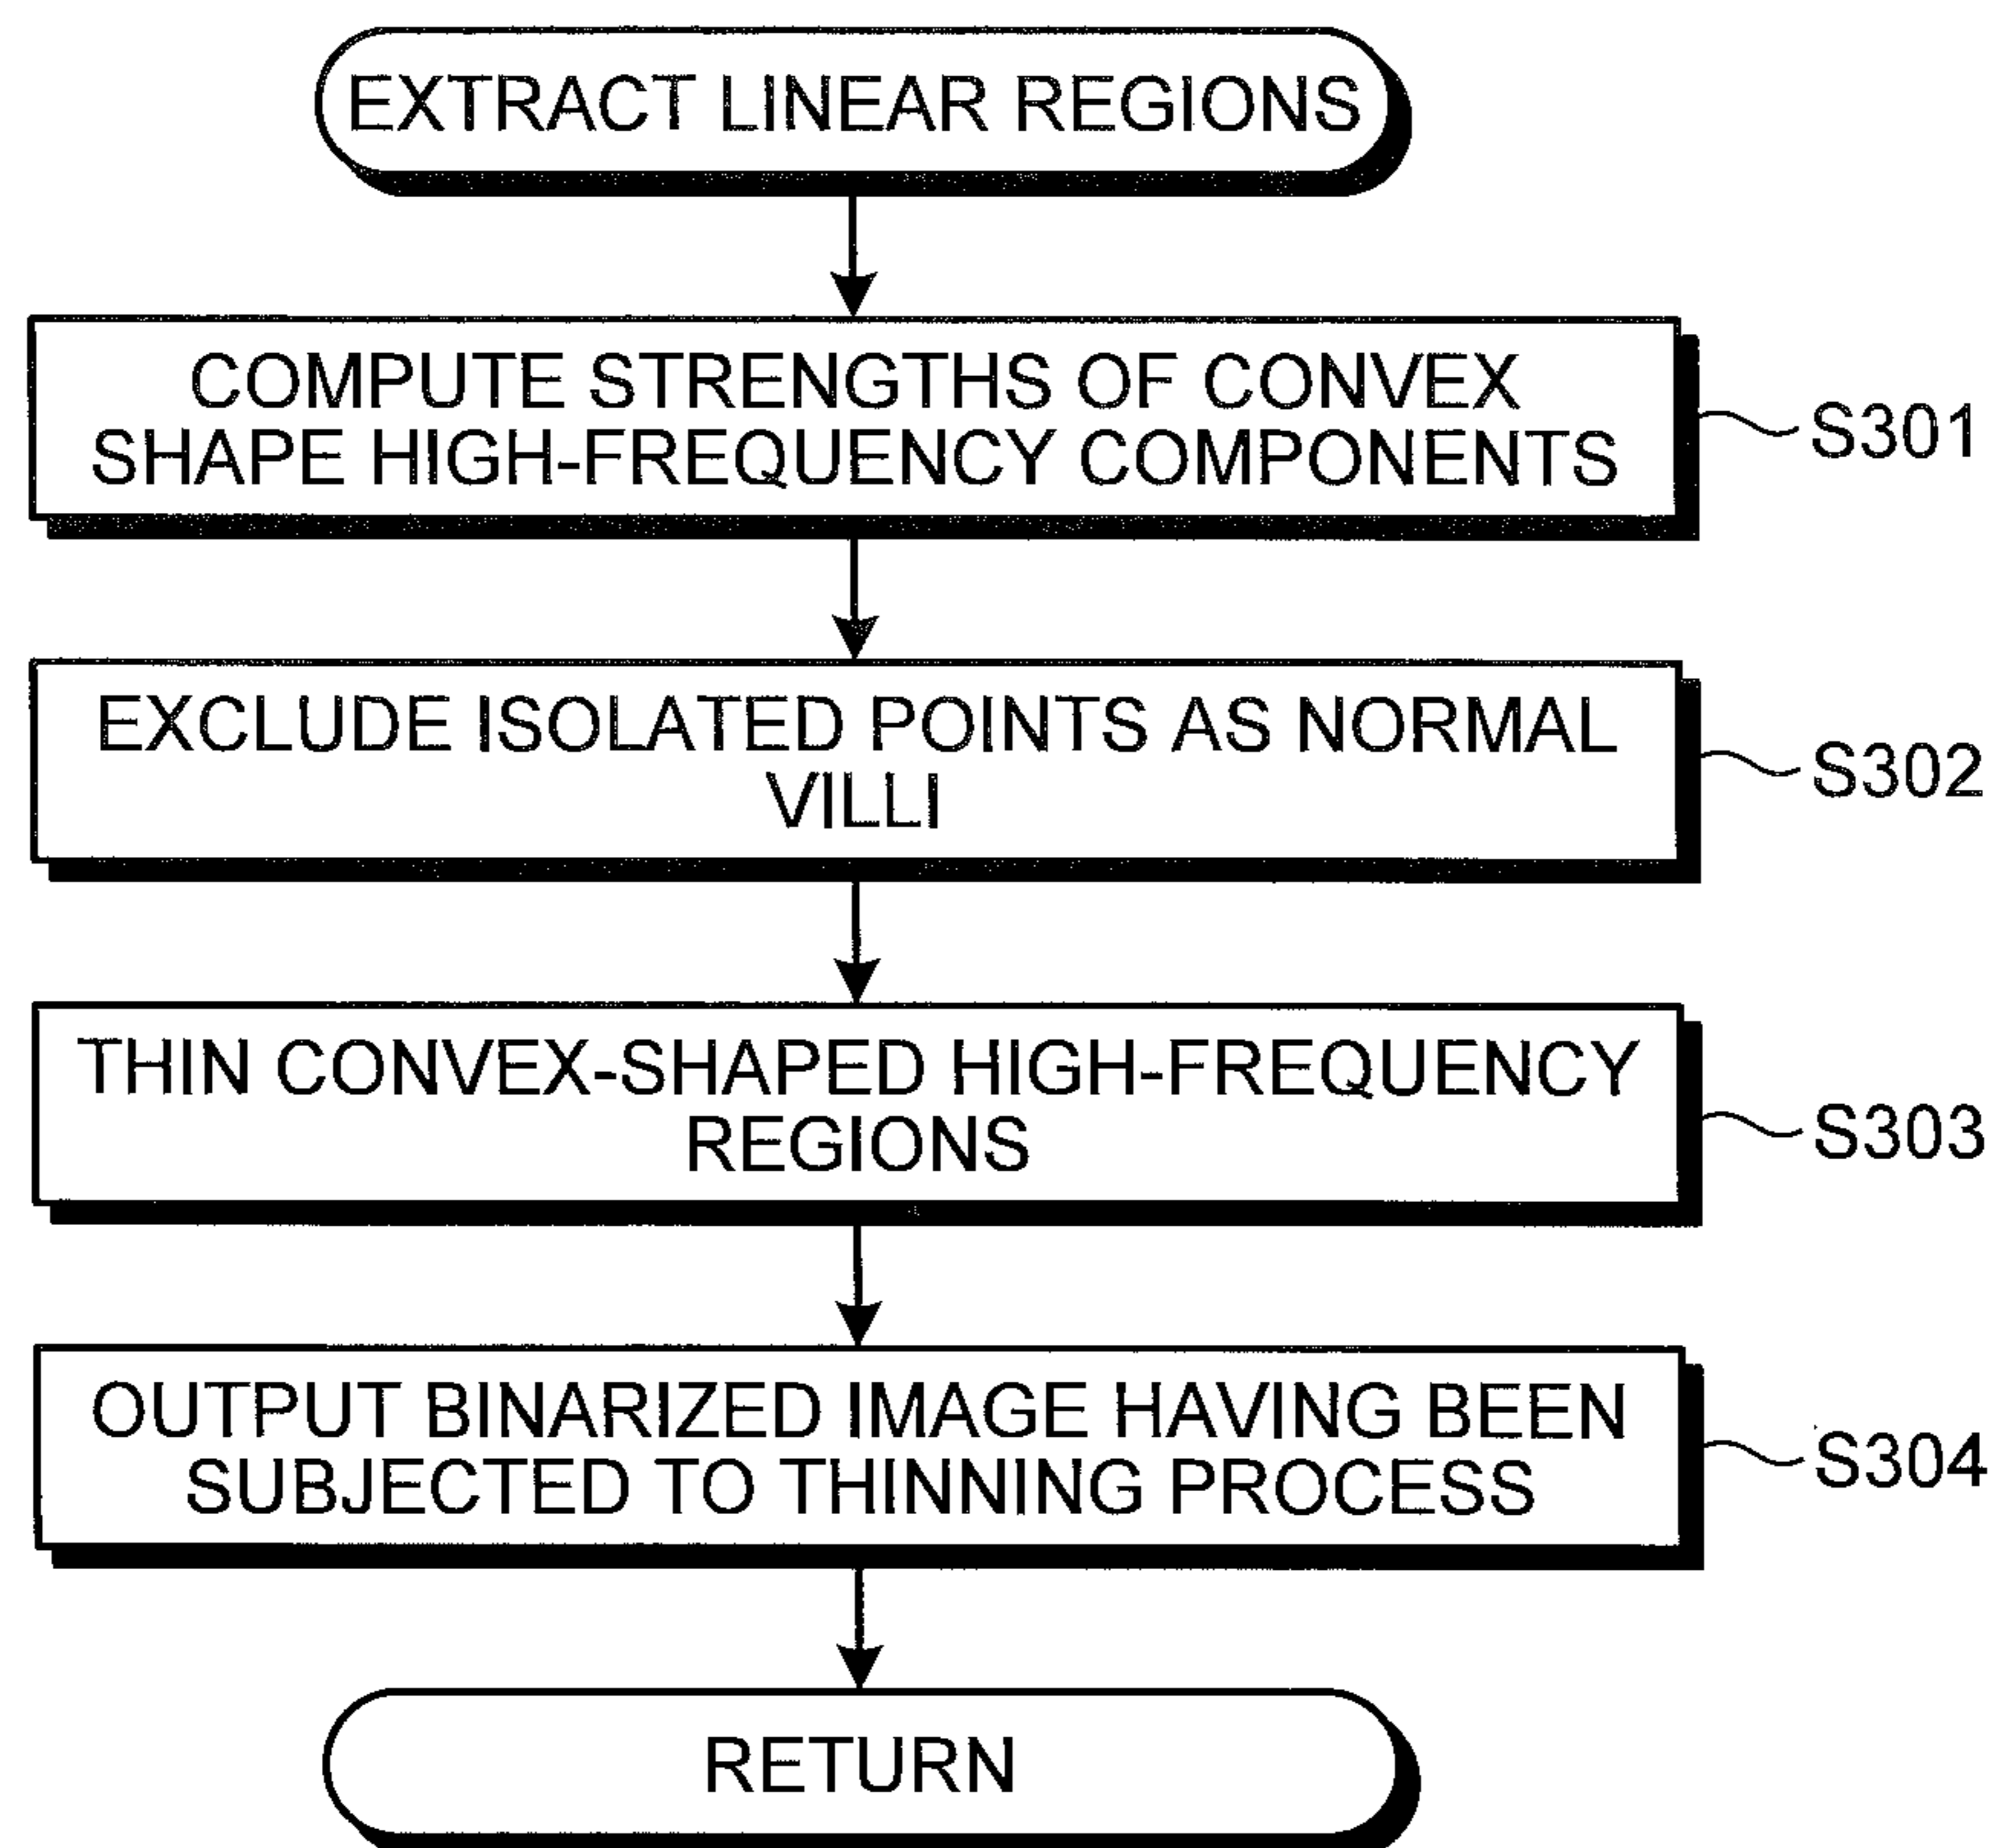 EXTRACT LINEAR REGIONS
COMPUTE STRENGTHS OF CONVEX
SHAPE HIGH-FREQUENCY COMPONENTS
S301
EXCLUDE ISOLATED POINTS AS NORMAL
VILLI
S302
THIN CONVEX-SHAPED HIGH-FREQUENCY
REGIONS
S303
OUTPUT BINARIZED IMAGE HAVING BEEN
SUBJECTED TO THINNING PROCESS
S304
RETURN